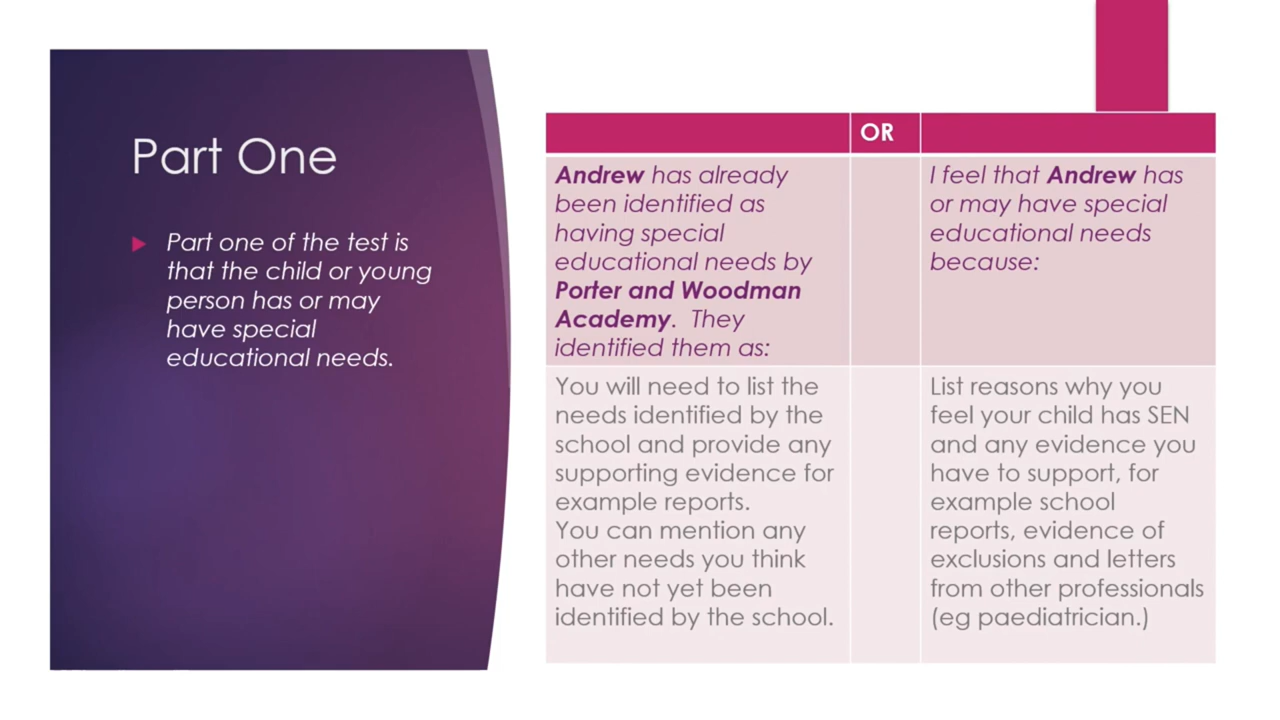 Part One
Part one of the test is
that the child or young
person has or may
have special
educational needs.
OR
Andrew has already
been identified as
having special
educational needs by
Porter and Woodman
Academy. They
identified them as:
I feel that Andrew has
or may have special
educational needs
because:
You will need to list the
needs identified by the
school and provide any
supporting evidence for
example reports.
You can mention any
other needs you think
have not yet been
identified by the school.
List reasons why you
feel your child has SEN
and any evidence you
have to support, for
example school
reports, evidence of
exclusions and letters
from other professionals
(eg paediatrician.)